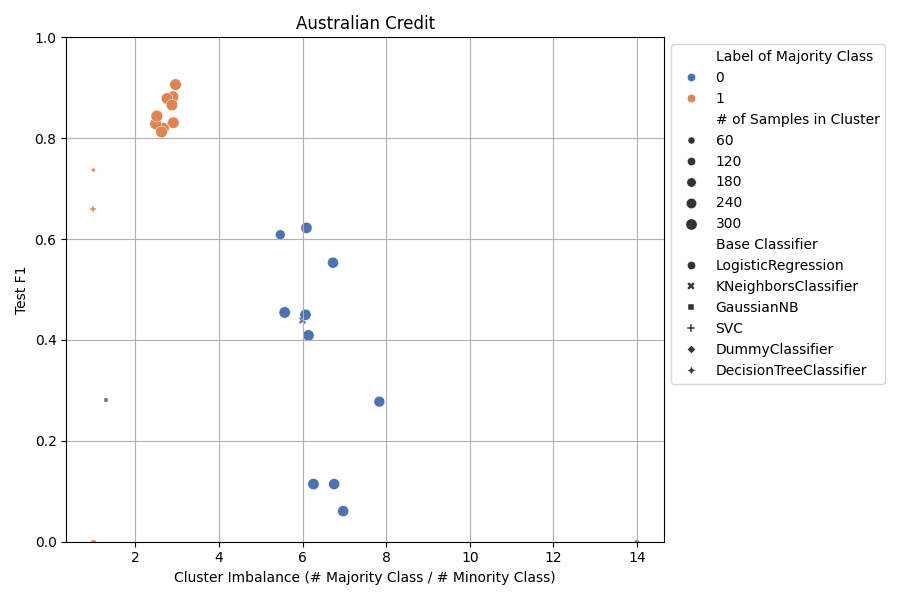 Australian Credit
1.0
0.8
0.6
0.4
0.2
0.0
Test F1
2
4
6
8
10
12
14
Cluster Imbalance (# Majority Class / # Minority Class)
Label of Majority Class
0
1
# of Samples in Cluster
60
120
180
240
300
Base Classifier
LogisticRegression
KNeighborsClassifier
GaussianNB
SVC
DummyClassifier
DecisionTreeClassifier